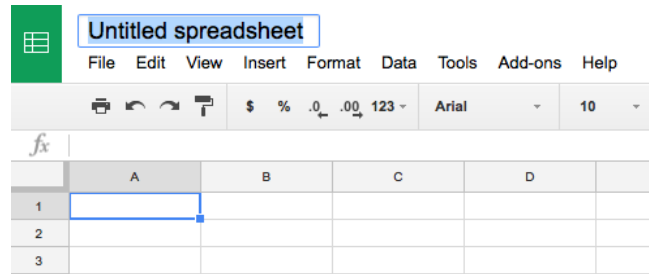 Untitled spreadsheet
File Edit View Insert Format Data Tools Add-ons Help
$ % .0 .00 123 Arial 10
fx
A B C D
1
2
3